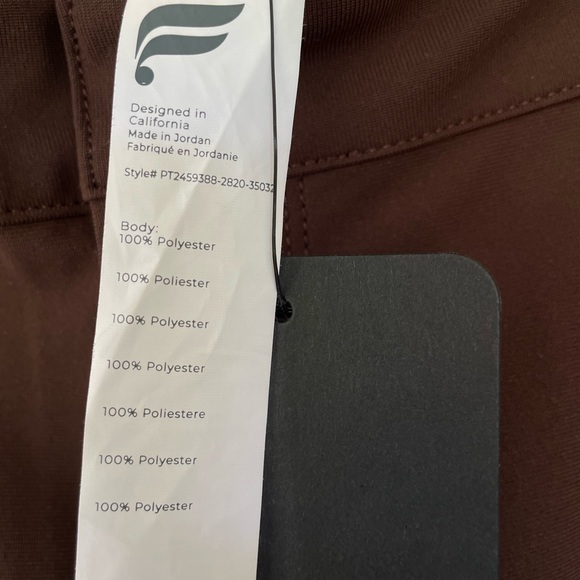 Designed in
California
Made in Jordan
Fabriqué en Jordanie
Style# PT2459388-2820-35032
Body:
100% Polyester
100% Poliester
100% Polyester
100% Polyester
100% Poliestere
100% Polyester
100% Polyester